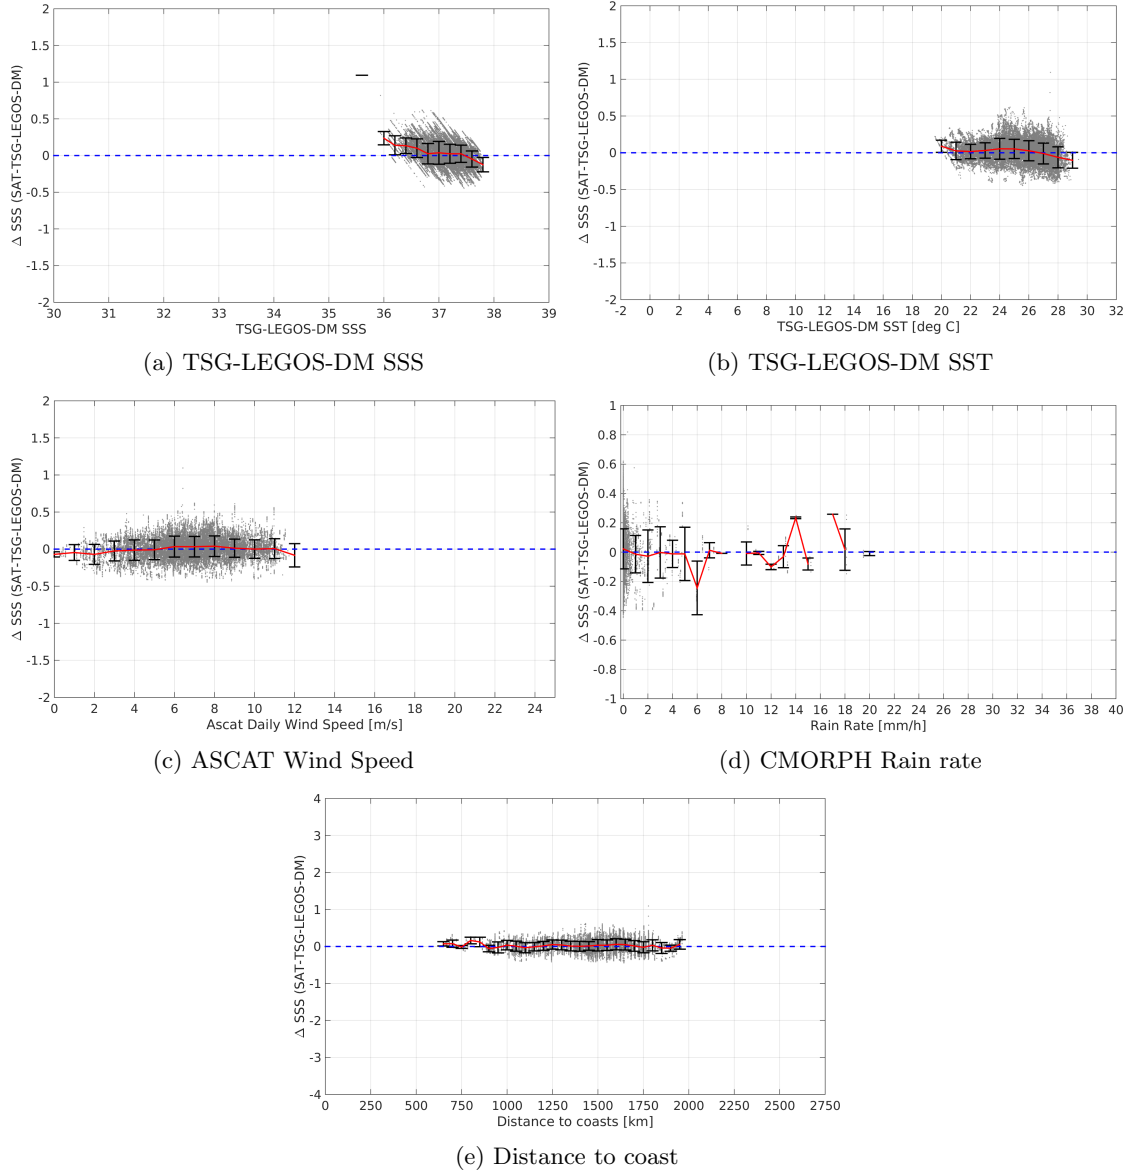 2
1.5
1
0.5
0
-0.5
-1
-1.5
-2
Δ SSS (SAT-TSG-LEGOS-DM)
30 31 32 33 34 35 36 37 38 39
TSG-LEGOS-DM SSS
(a) TSG-LEGOS-DM SSS
2
1.5
1
0.5
0
-0.5
-1
-1.5
-2
Δ SSS (SAT-TSG-LEGOS-DM)
-2 0 2 4 6 8 10 12 14 16 18 20 22 24 26 28 30 32
TSG-LEGOS-DM SST [deg C]
(b) TSG-LEGOS-DM SST
2
1.5
1
0.5
0
-0.5
-1
-1.5
-2
Δ SSS (SAT-TSG-LEGOS-DM)
0 2 4 6 8 10 12 14 16 18 20 22 24
Ascat Daily Wind Speed [m/s]
(c) ASCAT Wind Speed
1
0.8
0.6
0.4
0.2
0
-0.2
-0.4
-0.6
-0.8
-1
Δ SSS (SAT-TSG-LEGOS-DM)
0 2 4 6 8 10 12 14 16 18 20 22 24 26 28 30 32 34 36 38 40
Rain Rate [mm/h]
(d) CMORPH Rain rate
4
3
2
1
0
-1
-2
-3
-4
Δ SSS (SAT-TSG-LEGOS-DM)
0 250 500 750 1000 1250 1500 1750 2000 2250 2500 2750
Distance to coasts [km]
(e) Distance to coast